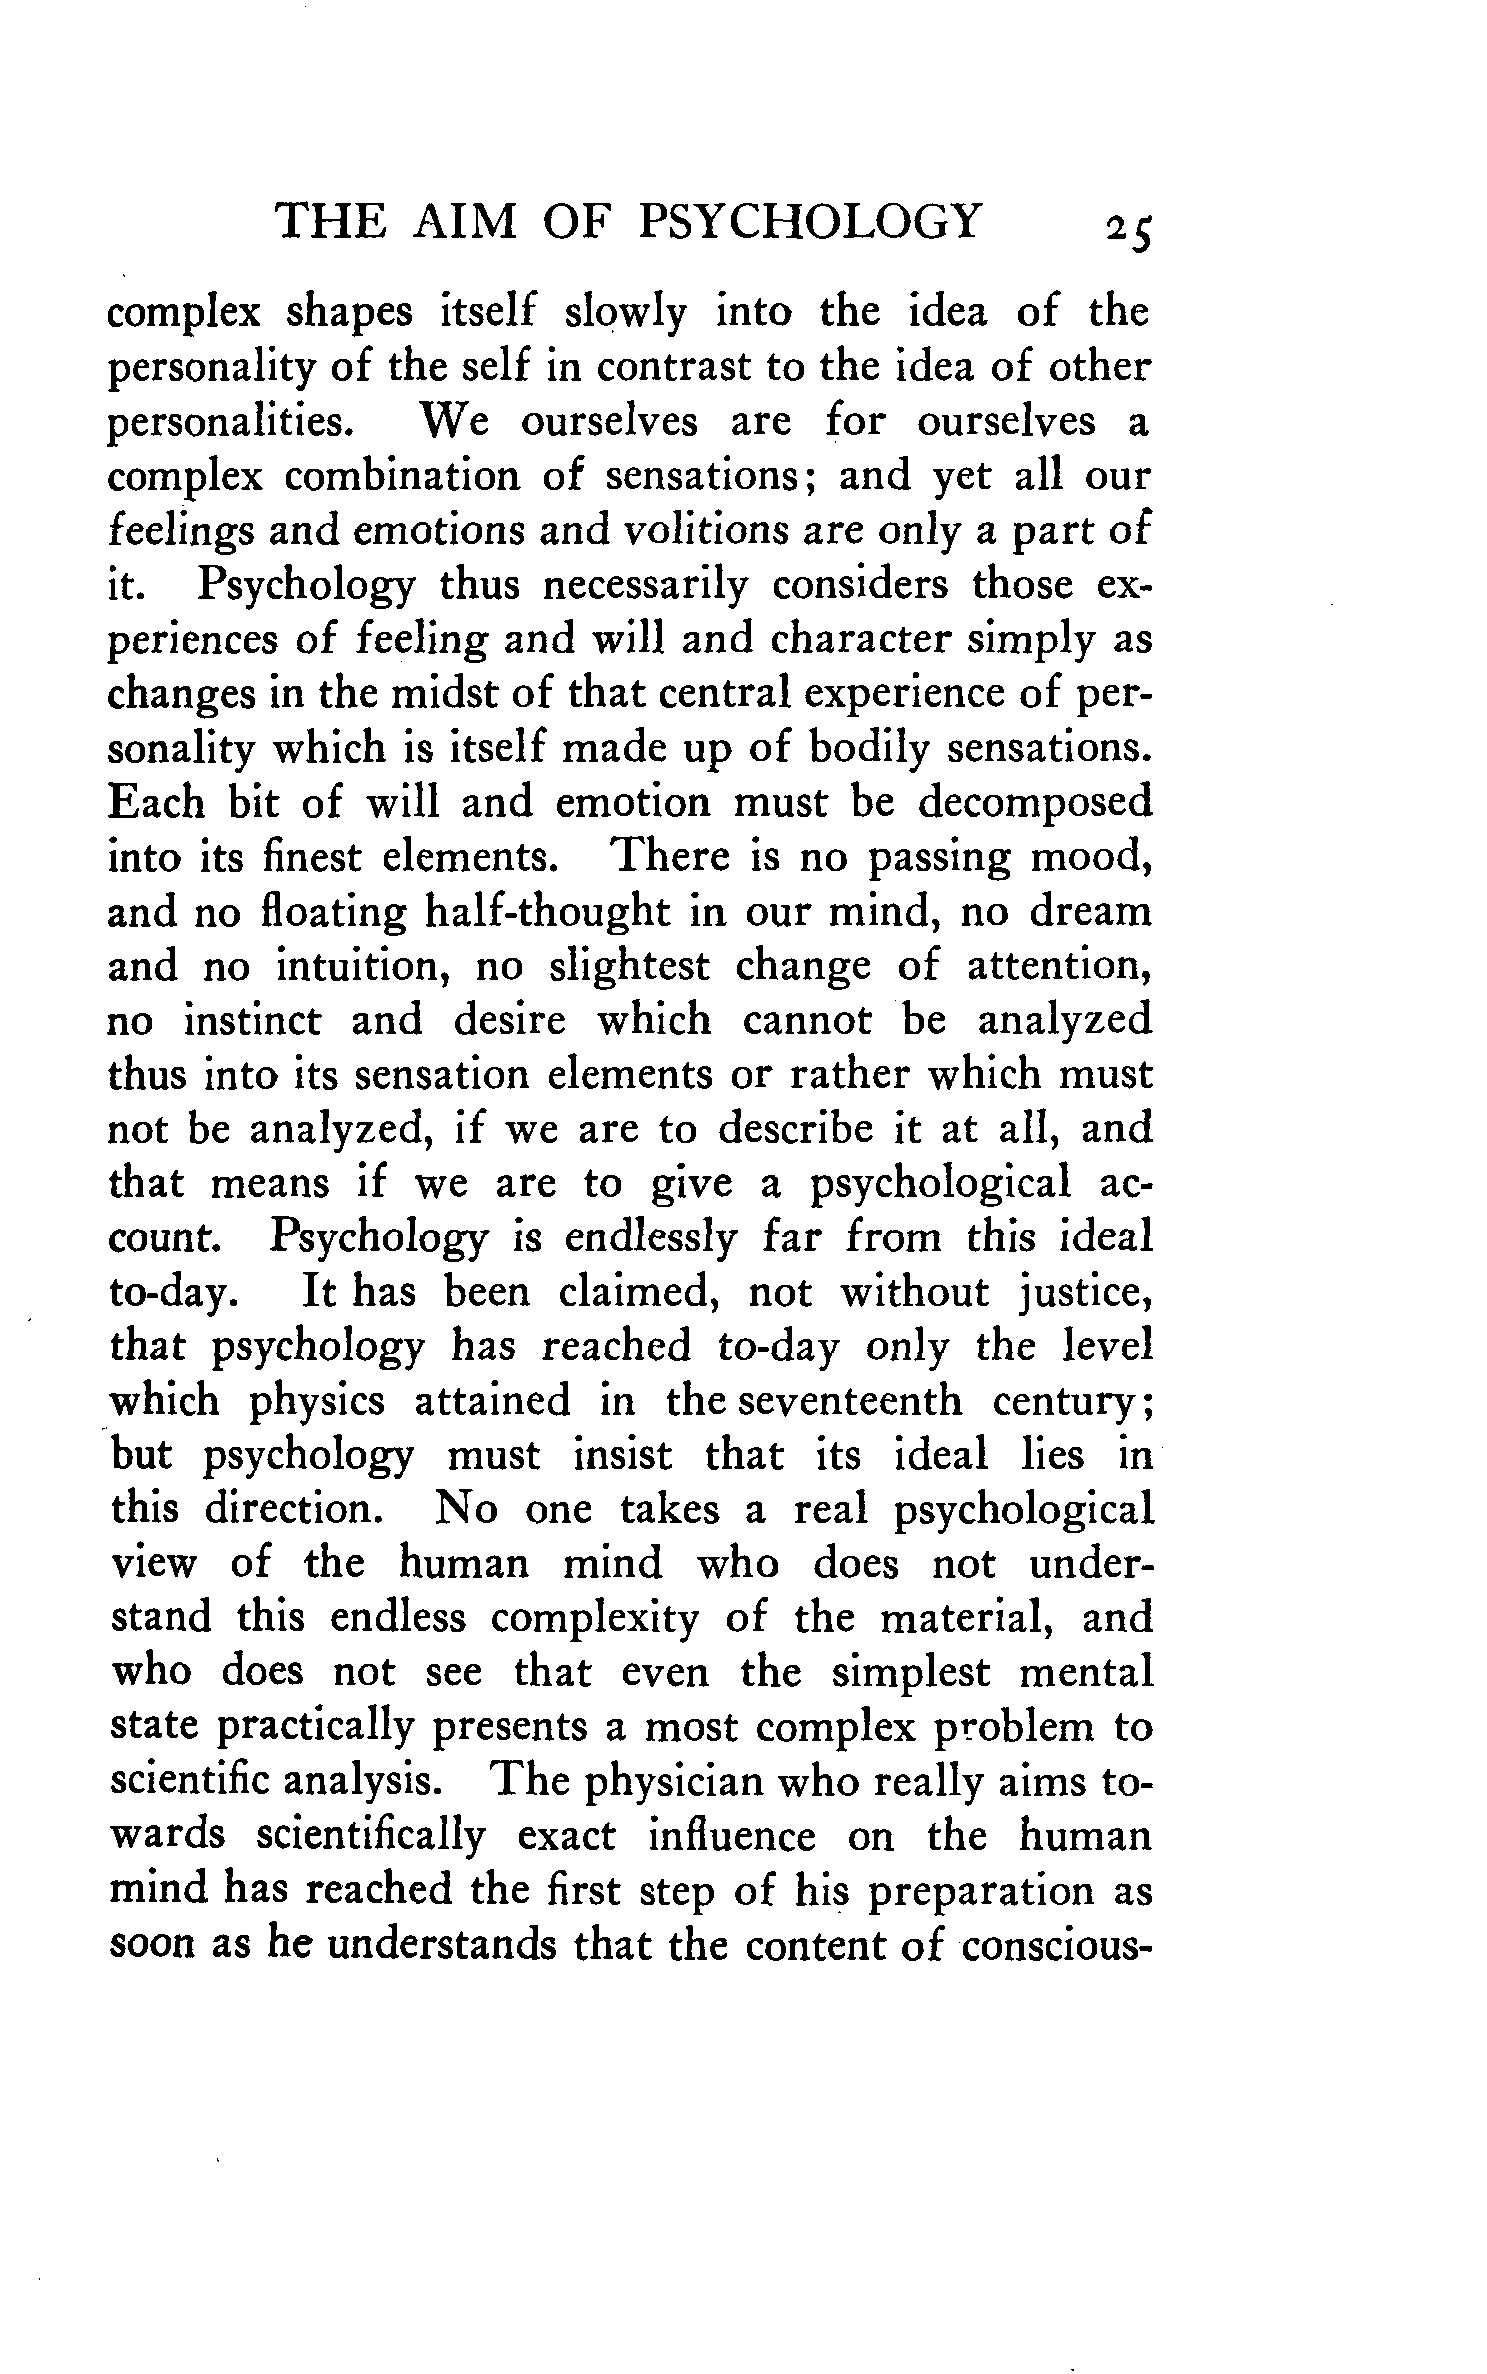 THE AIM OF PSYCHOLOGY 25
complex shapes itself slowly into the idea of the
personality of the self in contrast to the idea of other
personalities. We ourselves are for ourselves a
complex combination of sensations; and yet all our
feelings and emotions and volitions are only a part of
it. Psychology thus necessarily considers those ex-
periences of feeling and will and character simply as
changes in the midst of that central experience of per-
sonality which is itself made up of bodily sensations.
Each bit of will and emotion must be decomposed
into its finest elements. There is no passing mood,
and no floating half-thought in our mind, no dream
and no intuition, no slightest change of attention,
no instinct and desire which cannot be analyzed
thus into its sensation elements or rather which must
not be analyzed, if we are to describe it at all, and
that means if we are to give a psychological ac-
count. Psychology is endlessly far from this ideal
to-day. It has been claimed, not without justice,
that psychology has reached to-day only the level
which physics attained in the seventeenth century;
but psychology must insist that its ideal lies in
this direction. No one takes a real psychological
view of the human mind who does not under-
stand this endless complexity of the material, and
who does not see that even the simplest mental
state practically presents a most complex problem to
scientific analysis. The physician who really aims to-
wards scientifically exact influence on the human
mind has reached the first step of his preparation as
soon as he understands that the content of conscious-